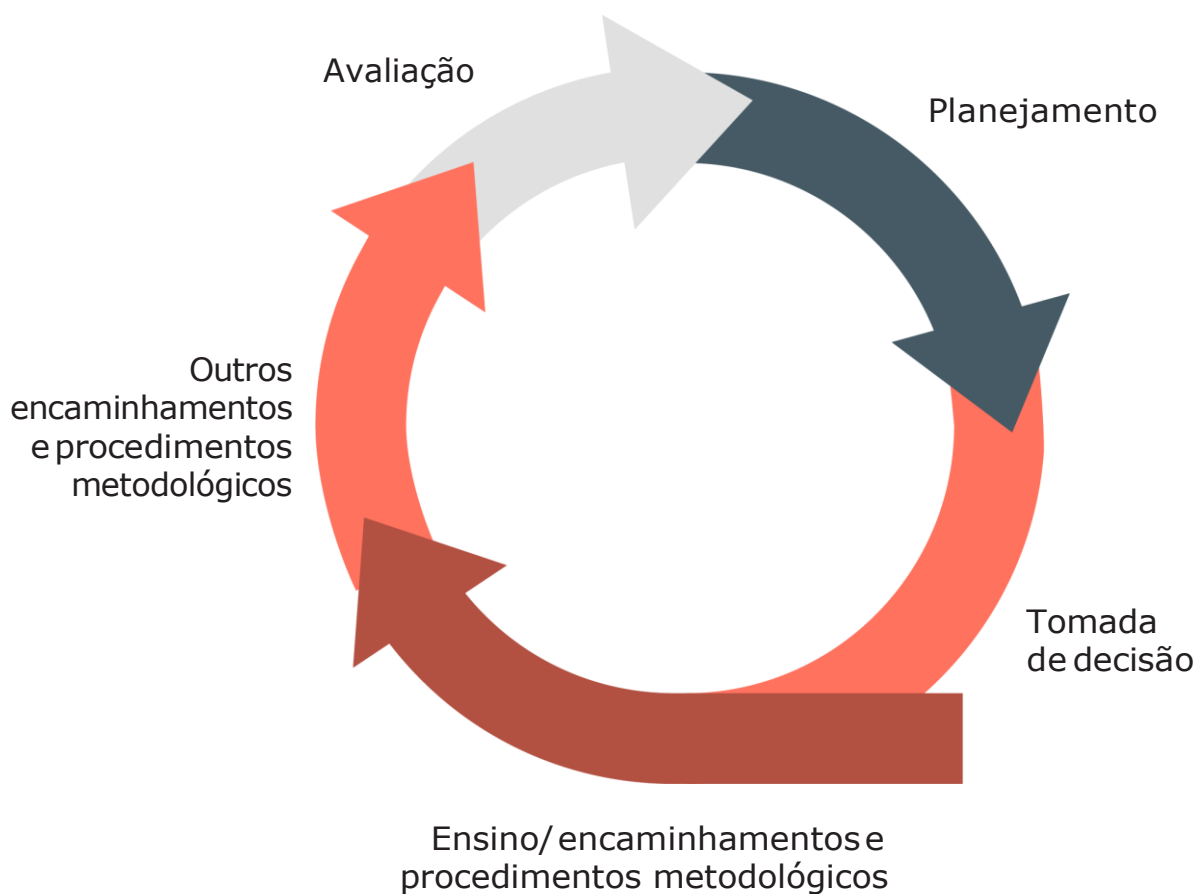 Avaliação
Planejamento
Outros
encaminhamentos
e procedimentos
metodológicos
Tomada
de decisão
Ensino/ encaminhamentos e
procedimentos metodológicos